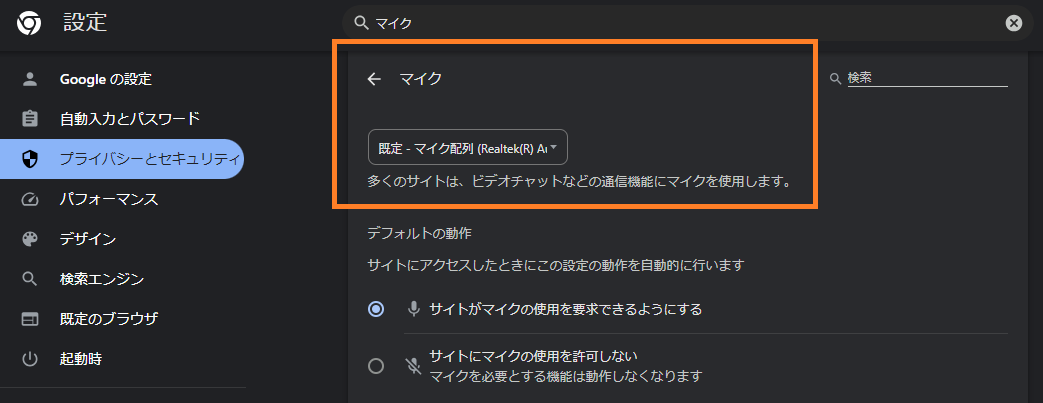 設定
マイク
Google の設定
自動入力とパスワード
プライバシーとセキュリティ
パフォーマンス
デザイン
検索エンジン
既定のブラウザ
起動時
マイク
検索
既定 - マイク配列 (Realtek(R) Au
多くのサイトは、ビデオチャットなどの通信機能にマイクを使用します。
デフォルトの動作
サイトにアクセスしたときにこの設定の動作を自動的に行います
サイトがマイクの使用を要求できるようにする
サイトにマイクの使用を許可しない
マイクを必要とする機能は動作しなくなります